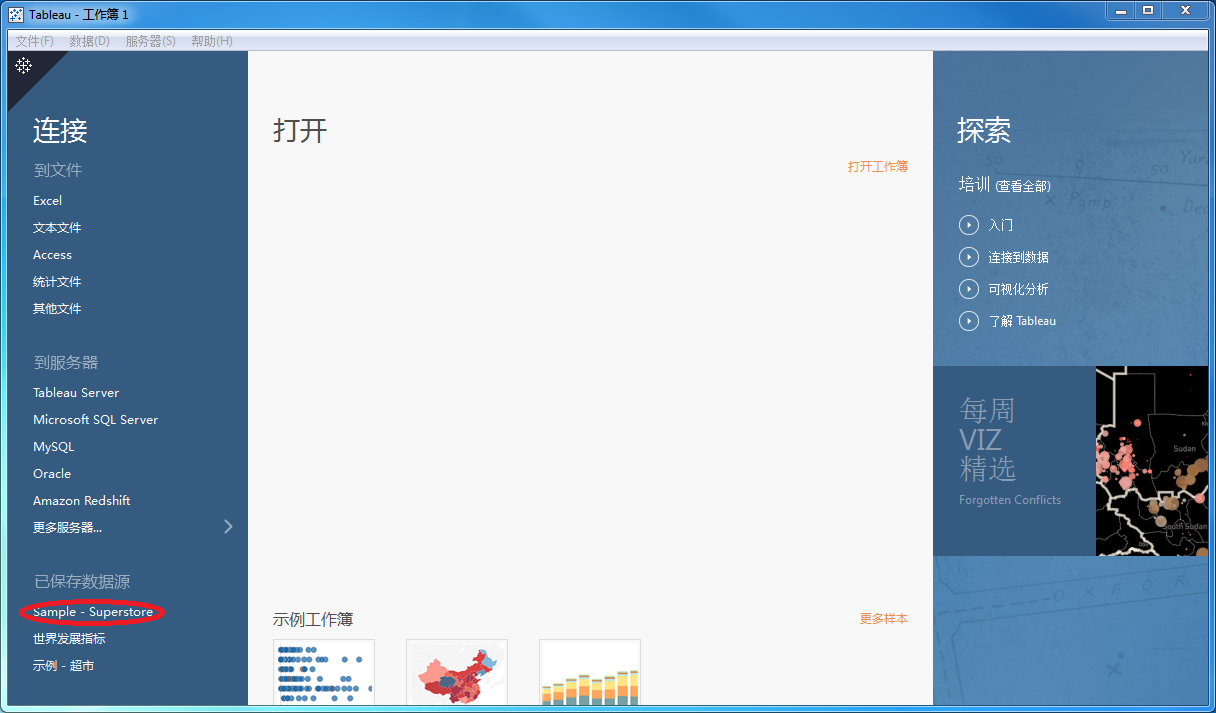 Tableau - 工作簿 1
文件(F) 数据(D) 服务器(S) 帮助(H)
连接
到文件
Excel
文本文件
Access
统计文件
其他文件
到服务器
Tableau Server
Microsoft SQL Server
MySQL
Oracle
Amazon Redshift
更多服务器...
已保存数据源
Sample - Superstore
世界发展指标
示例 - 超市
打开
打开工作簿
示例工作簿
更多样本
探索
培训 (查看全部)
入门
连接到数据
可视化分析
了解 Tableau
每周
VIZ
精选
Forgotten Conflicts
Sudan
South Sudan
50
50
Pump